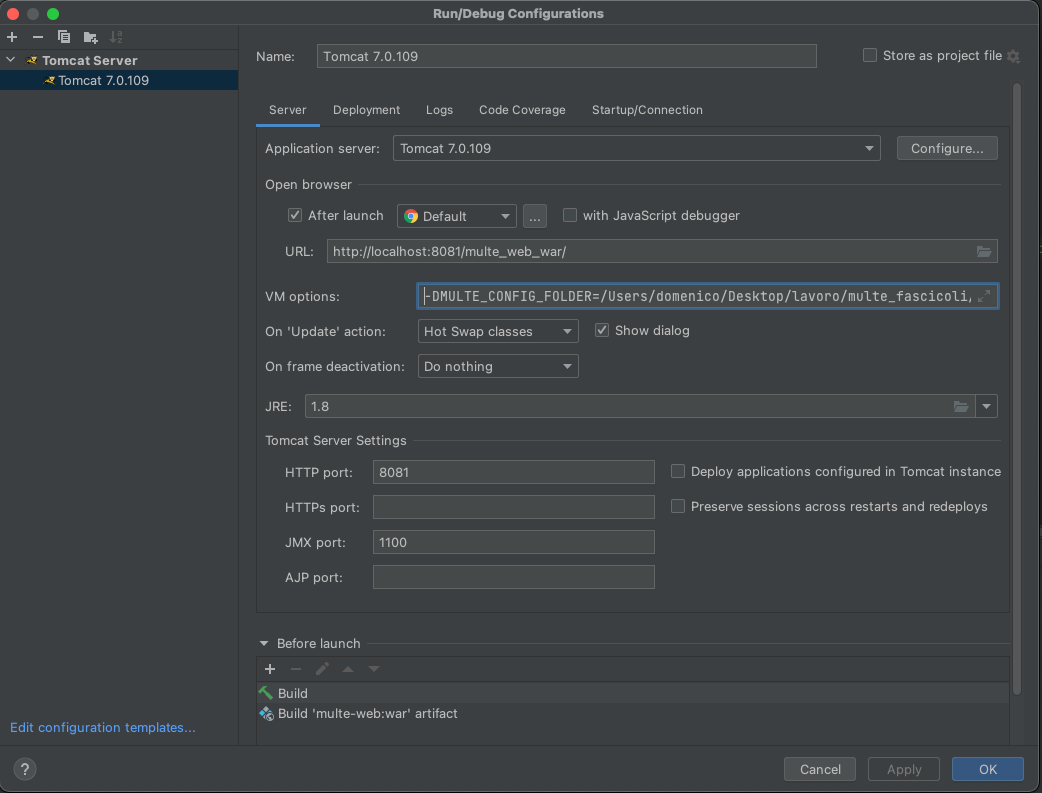 Run/Debug Configurations
Tomcat Server
Tomcat 7.0.109
Edit configuration templates...
Name: Tomcat 7.0.109 Store as project file
Server Deployment Logs Code Coverage Startup/Connection
Application server: Tomcat 7.0.109 Configure...
Open browser
After launch Default ... with JavaScript debugger
URL: http://localhost:8081/multe_web_war/
VM options: -DMULTE_CONFIG_FOLDER=/Users/domenico/Desktop/lavoro/multe_fascicoli/
On 'Update' action: Hot Swap classes Show dialog
On frame deactivation: Do nothing
JRE: 1.8
Tomcat Server Settings
HTTP port: 8081 Deploy applications configured in Tomcat instance
HTTPs port: Preserve sessions across restarts and redeploys
JMX port: 1100
AJP port:
Before launch
Build
Build 'multe-web:war' artifact
? Cancel Apply OK